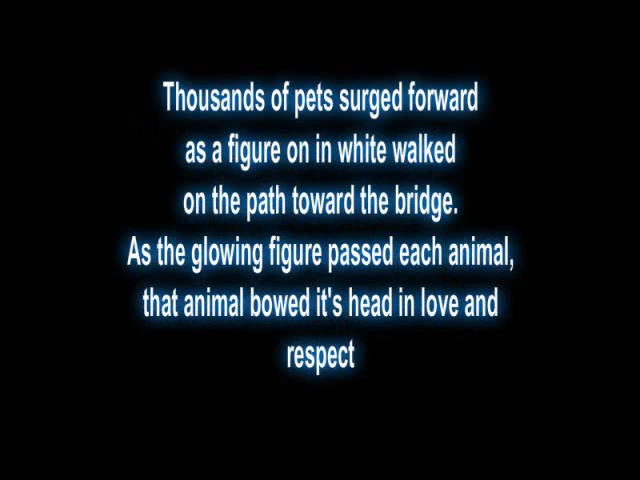 Thousands of pets surged forward
as a figure on in white walked
on the path toward the bridge.
As the glowing figure passed each animal,
that animal bowed it's head in love and
respect